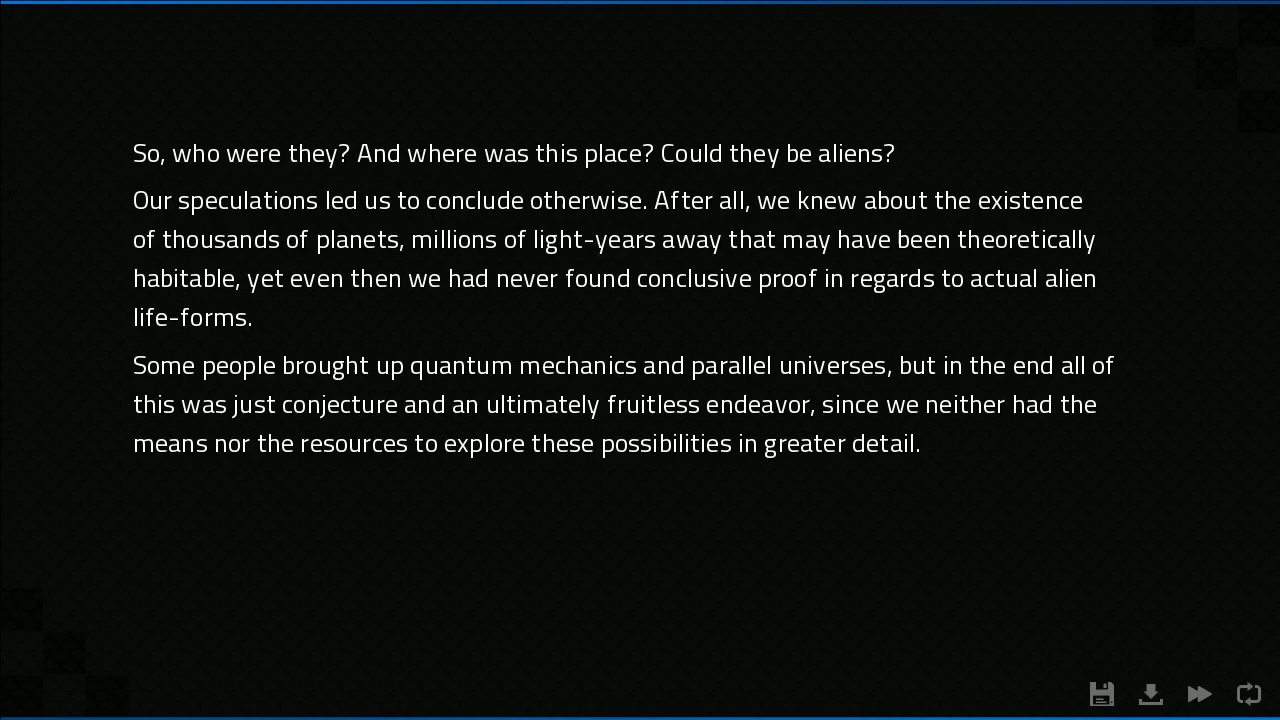 So, who were they? And where was this place? Could they be aliens?
Our speculations led us to conclude otherwise. After all, we knew about the existence
of thousands of planets, millions of light-years away that may have been theoretically
habitable, yet even then we had never found conclusive proof in regards to actual alien
life-forms.
Some people brought up quantum mechanics and parallel universes, but in the end all of
this was just conjecture and an ultimately fruitless endeavor, since we neither had the
means nor the resources to explore these possibilities in greater detail.